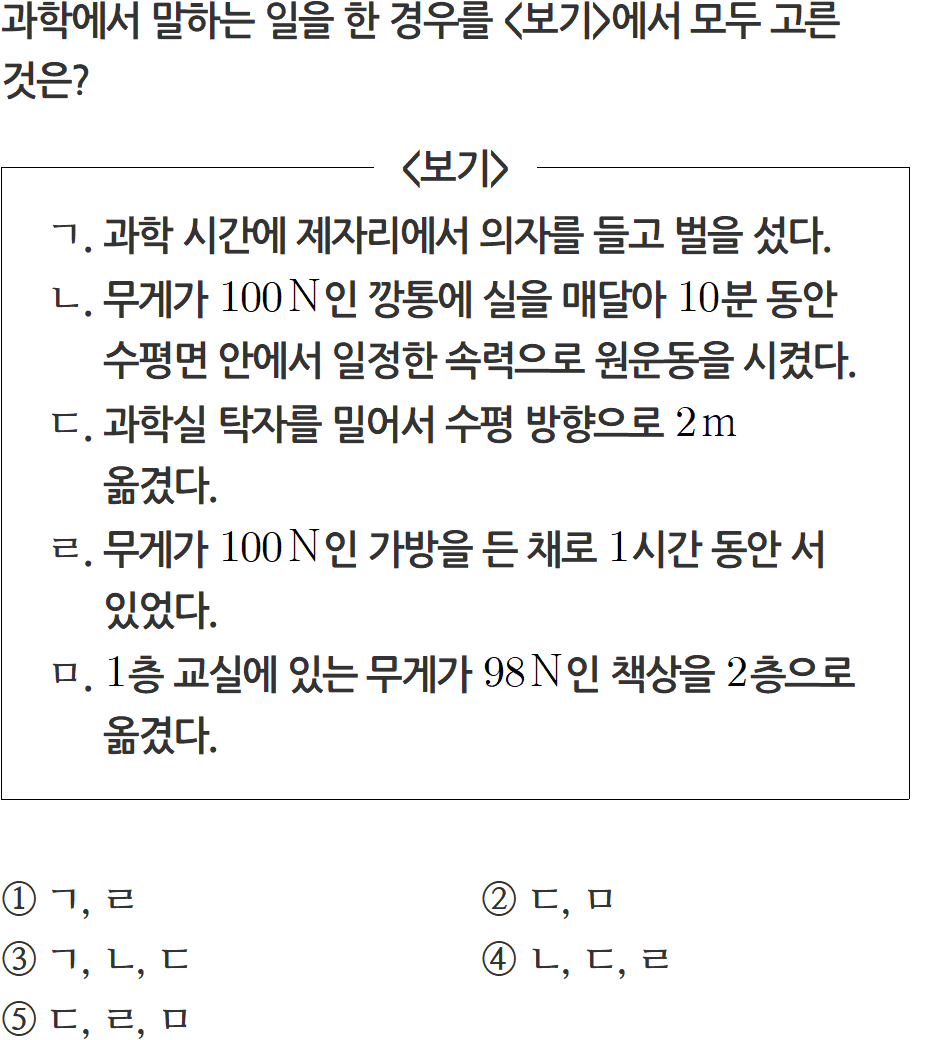 과학에서 말하는 일을 한 경우를 <보기>에서 모두 고른
것은?
<보기>
ㄱ. 과학 시간에 제자리에서 의자를 들고 벌을 섰다.
ㄴ. 무게가 100 N인 깡통에 실을 매달아 10분 동안
수평면 안에서 일정한 속력으로 원운동을 시켰다.
ㄷ. 과학실 탁자를 밀어서 수평 방향으로 2 m
옮겼다.
ㄹ. 무게가 100 N인 가방을 든 채로 1시간 동안 서
있었다.
ㅁ. 1층 교실에 있는 무게가 98 N인 책상을 2층으로
옮겼다.
① ㄱ, ㄹ ② ㄷ, ㅁ
③ ㄱ, ㄴ, ㄷ ④ ㄴ, ㄷ, ㄹ
⑤ ㄷ, ㄹ, ㅁ